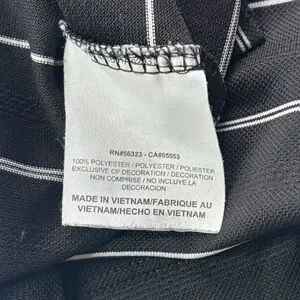 RN#56323 - CA#05553
100% POLYESTER / POLYESTER / POLIESTER
EXCLUSIVE OF DECORATION / DECORATION
NON COMPRISE / NO INCLUYE LA
DECORACION
MADE IN VIETNAM/FABRIQUE AU
VIETNAM/HECHO EN VIETNAM